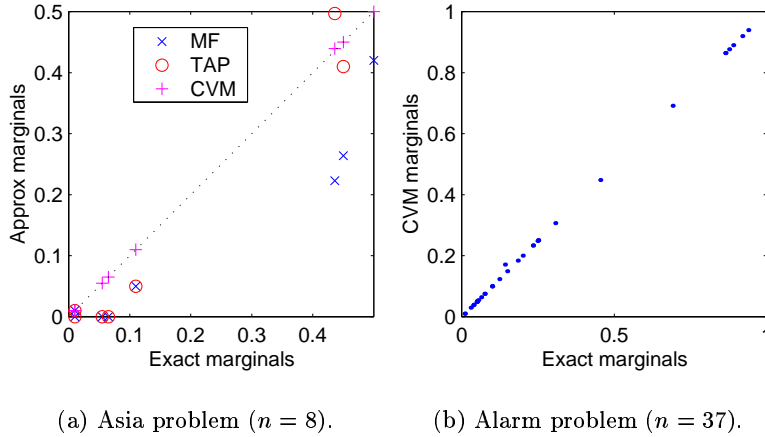 0.5
0.4
0.3
0.2
0.1
0
0 0.1 0.2 0.3 0.4
Approx marginals
Exact marginals
MF
TAP
CVM
1
0.8
0.6
0.4
0.2
0
0 0.5 1
CVM marginals
Exact marginals
(a) Asia problem (n = 8).
(b) Alarm problem (n = 37).